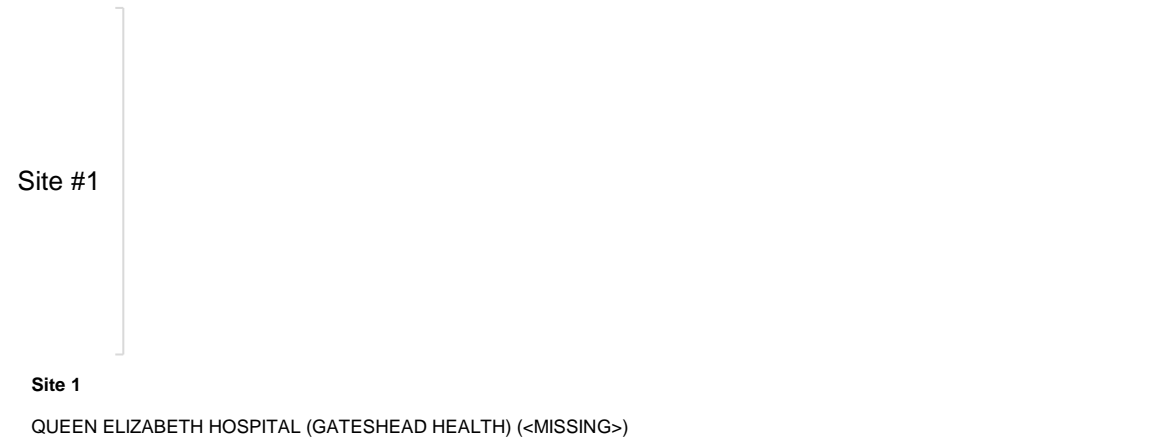 Site #1
Site 1
QUEEN ELIZABETH HOSPITAL (GATESHEAD HEALTH) (<MISSING>)